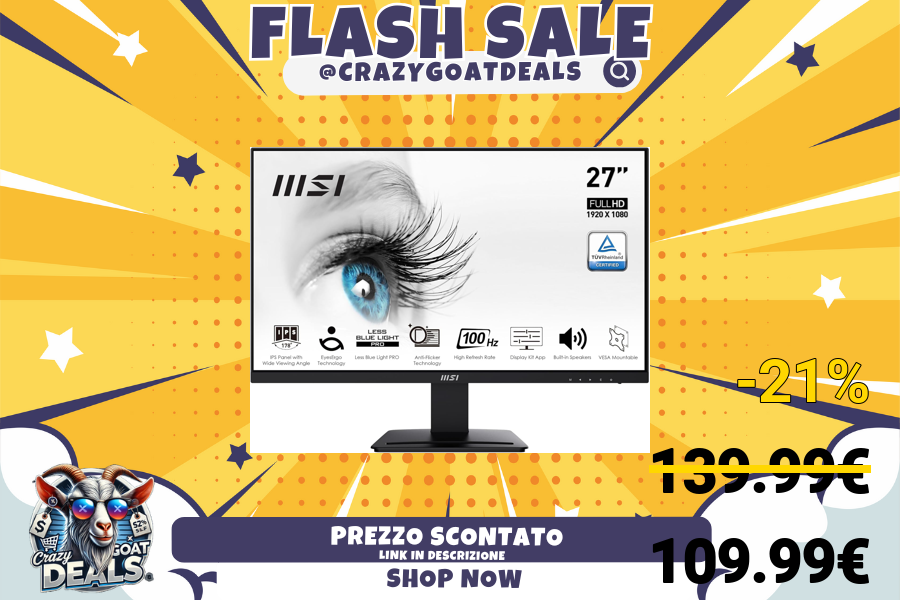 FLASH SALE
@CRAZYGOATDEALS
msi
27”
FULL HD
1920 X 1080
TÜVRheinland
CERTIFIED
178°
IPS Panel with
Wide Viewing Angle
EyesErgo
Technology
LESS
BLUE LIGHT
PRO
Less Blue Light PRO
Anti-Flicker
Technology
100 Hz
High Refresh Rate
Display Kit App
Built-in Speakers
VESA Mountable
msi
-21%
139.99€
$
52%
Crazy
GOAT
DEALS
PREZZO SCONTATO
LINK IN DESCRIZIONE
SHOP NOW
109.99€